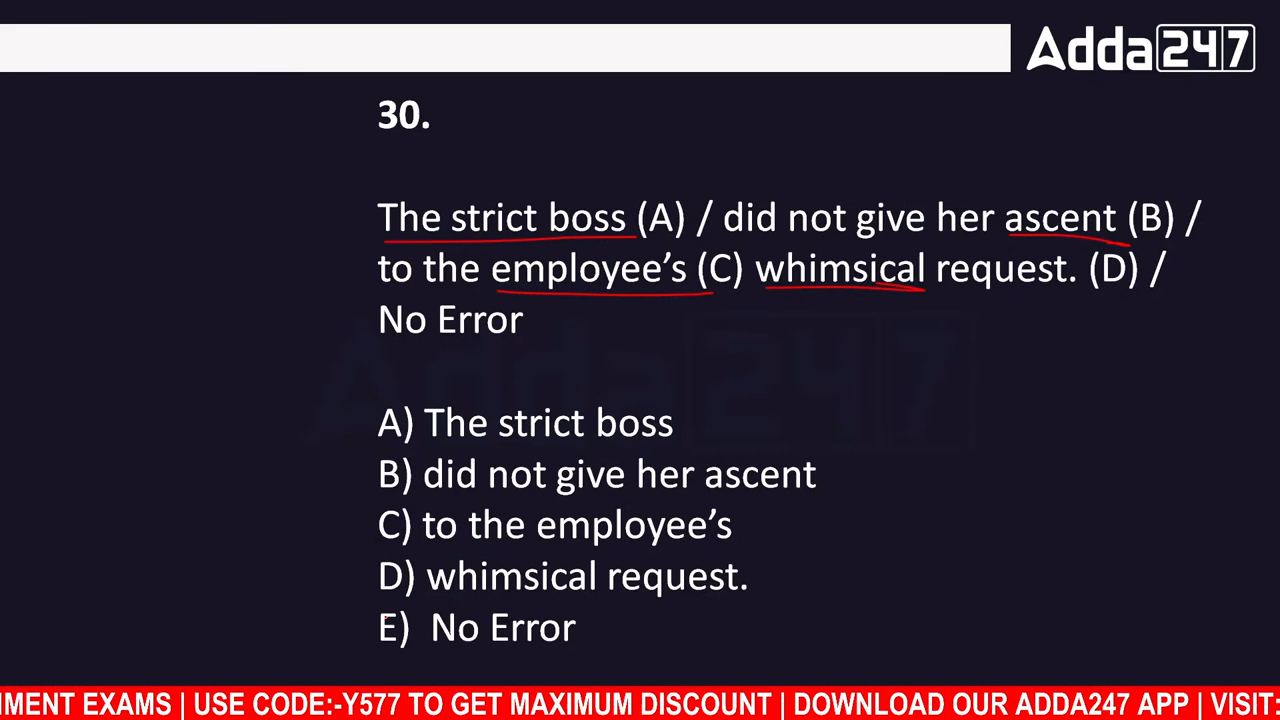 Adda247
30.
The strict boss (A) / did not give her ascent (B) /
to the employee’s (C) whimsical request. (D) /
No Error
Adda247
A) The strict boss
B) did not give her ascent
C) to the employee’s
D) whimsical request.
E) No Error
NMENT EXAMS | USE CODE:-Y577 TO GET MAXIMUM DISCOUNT | DOWNLOAD OUR ADDA247 APP | VISIT: